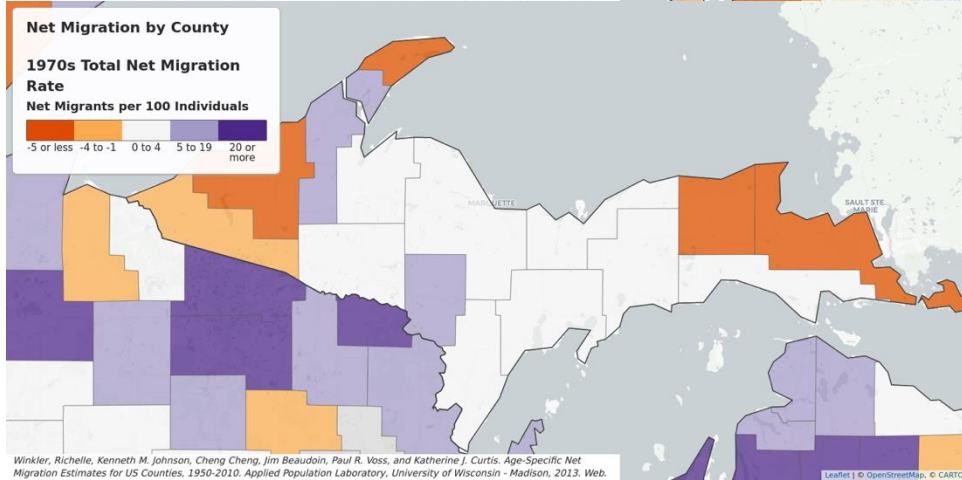 Net Migration by County
1970s Total Net Migration
Rate
Net Migrants per 100 Individuals
-5 or less -4 to -1 0 to 4 5 to 19 20 or
more
MARQUETTE
SAULT STE.
MARIE
Winkler, Richelle, Kenneth M. Johnson, Cheng Cheng, Jim Beaudoin, Paul R. Voss, and Katherine J. Curtis. Age-Specific Net
Migration Estimates for US Counties, 1950-2010. Applied Population Laboratory, University of Wisconsin - Madison, 2013. Web.
Leaflet | © OpenStreetMap, © CARTO